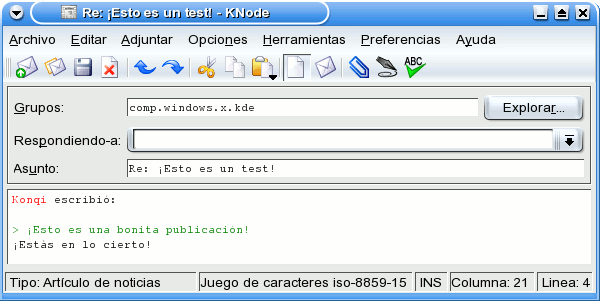 Re: ¡Esto es un test! - KNode
Archivo Editar Adjuntar Opciones Herramientas Preferencias Ayuda
ABC
Grupos: comp.windows.x.kde Explorar...
Respondiendo-a:
Asunto: Re: ¡Esto es un test!
Konqi escribió:
> ¡Esto es una bonita publicación!
¡Estás en lo cierto!
Tipo: Artículo de noticias Juego de caracteres iso-8859-15 INS Columna: 21 Linea: 4